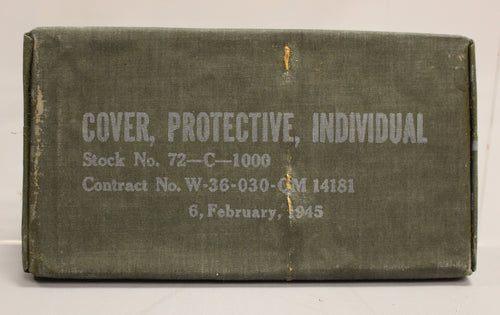 COVER, PROTECTIVE, INDIVIDUAL
Stock No. 72-C-1000
Contract No. W-36-030-QM 14181
6, February, 1945